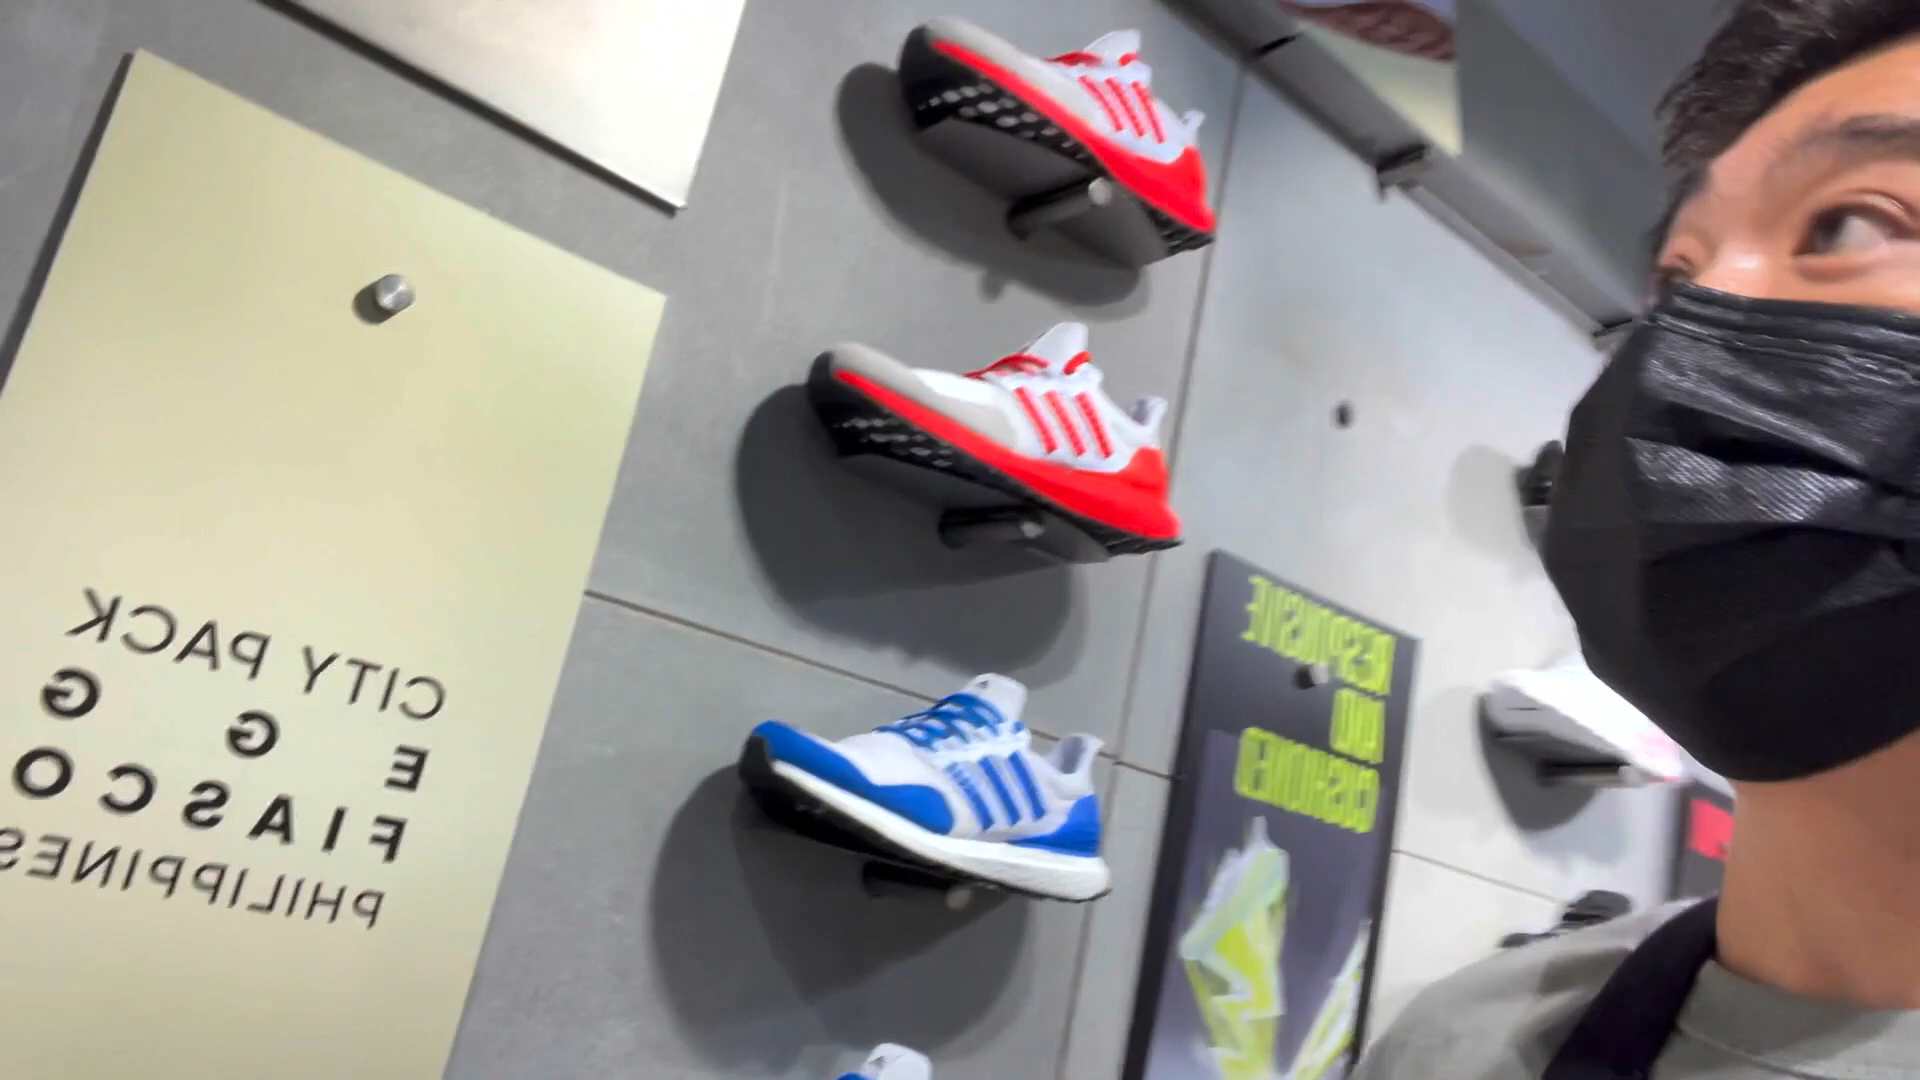 CITY PACK
E G G
FIASCO
PHILIPPINES
RESPONSIVE
AND
CUSHIONED